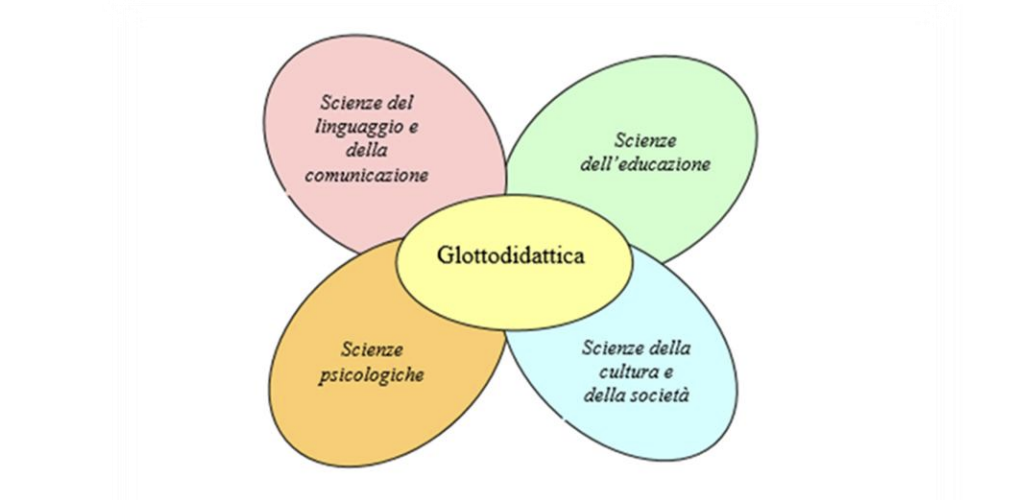 Scienze del
linguaggio e
della
comunicazione
Scienze
dell’educazione
Glottodidattica
Scienze
psicologiche
Scienze della
cultura e
della società